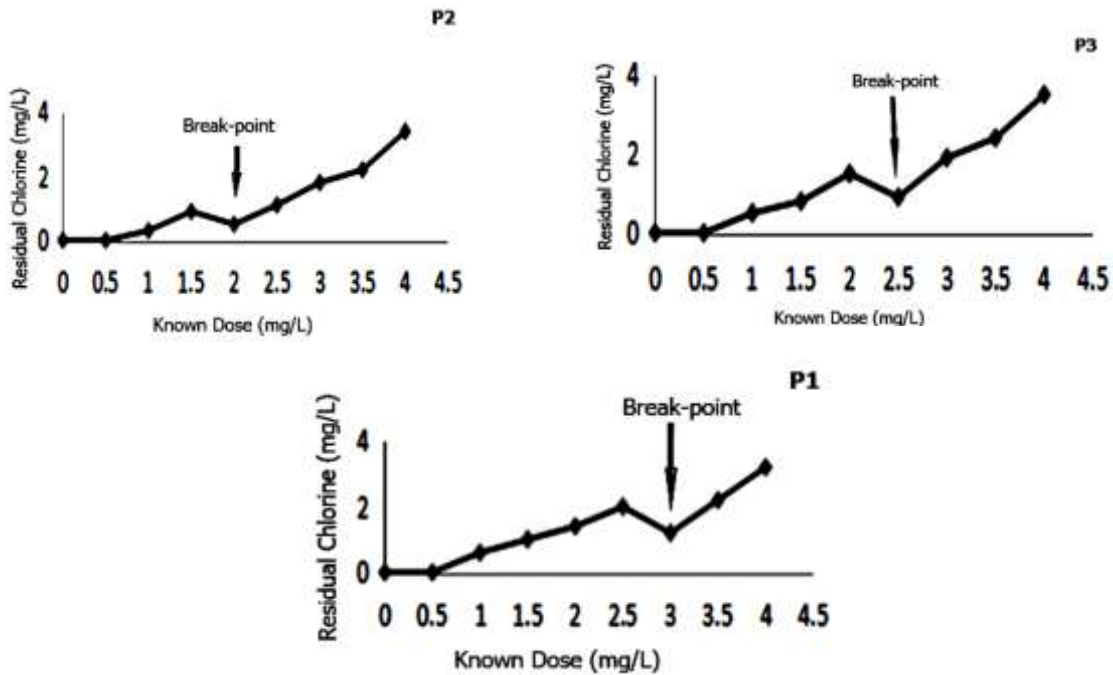 P2
Residual Chlorine (mg/L)
4
2
0
Break-point
0 0.5 1 1.5 2 2.5 3 3.5 4 4.5
Known Dose (mg/L)
P3
Residual Chlorine (mg/L)
4
2
0
Break-point
0 0.5 1 1.5 2 2.5 3 3.5 4 4.5
Known Dose (mg/L)
P1
Residual Chlorine (mg/L)
4
2
0
Break-point
0 0.5 1 1.5 2 2.5 3 3.5 4 4.5
Known Dose (mg/L)